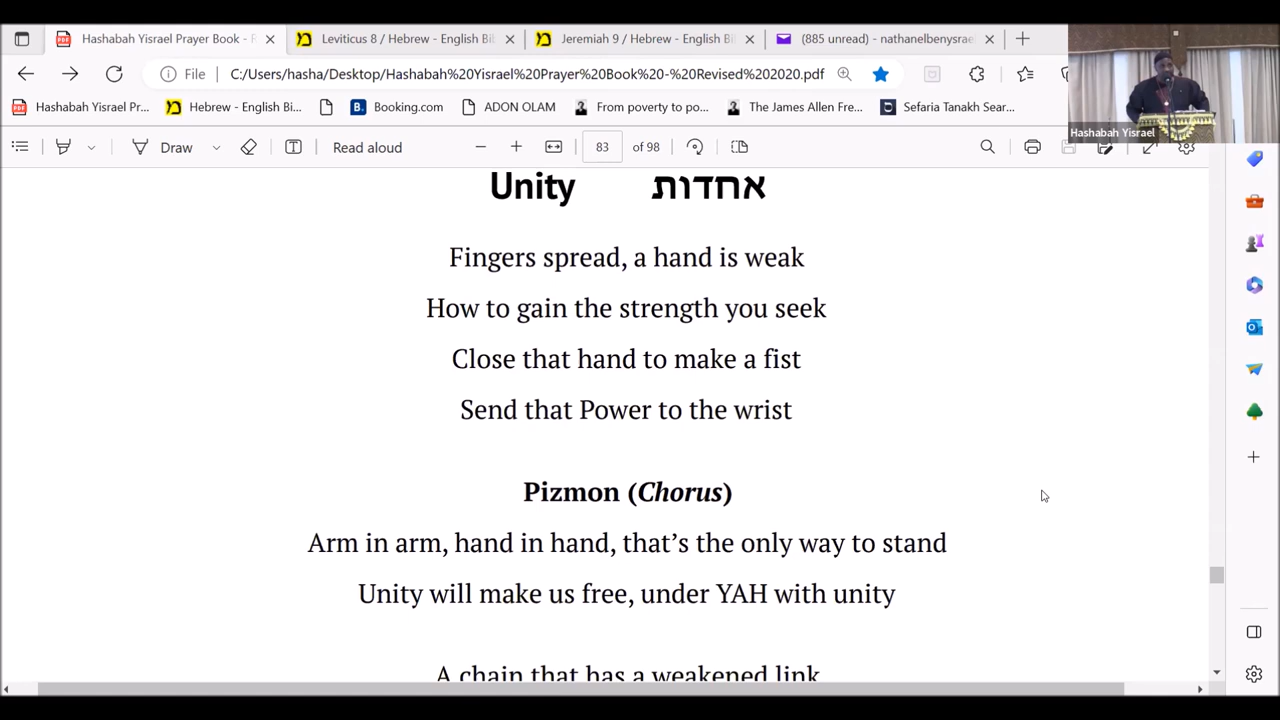 Hashabah Yisrael Prayer Book - R
Leviticus 8 / Hebrew - English Bi
Jeremiah 9 / Hebrew - English Bi
(885 unread) - nathanelbenyisrae
File
C:/Users/hasha/Desktop/Hashabah%20Yisrael%20Prayer%20Book%20-%20Revised%202020.pdf
Hashabah Yisrael Pr...
Hebrew - English Bi...
Booking.com
ADON OLAM
From poverty to po...
The James Allen Fre...
Sefaria Tanakh Sear...
Hashabah Yisrael
Draw
Read aloud
83 of 98
Unity אחדות
Fingers spread, a hand is weak
How to gain the strength you seek
Close that hand to make a fist
Send that Power to the wrist
Pizmon (Chorus)
Arm in arm, hand in hand, that's the only way to stand
Unity will make us free, under YAH with unity
A chain that has a weakened link